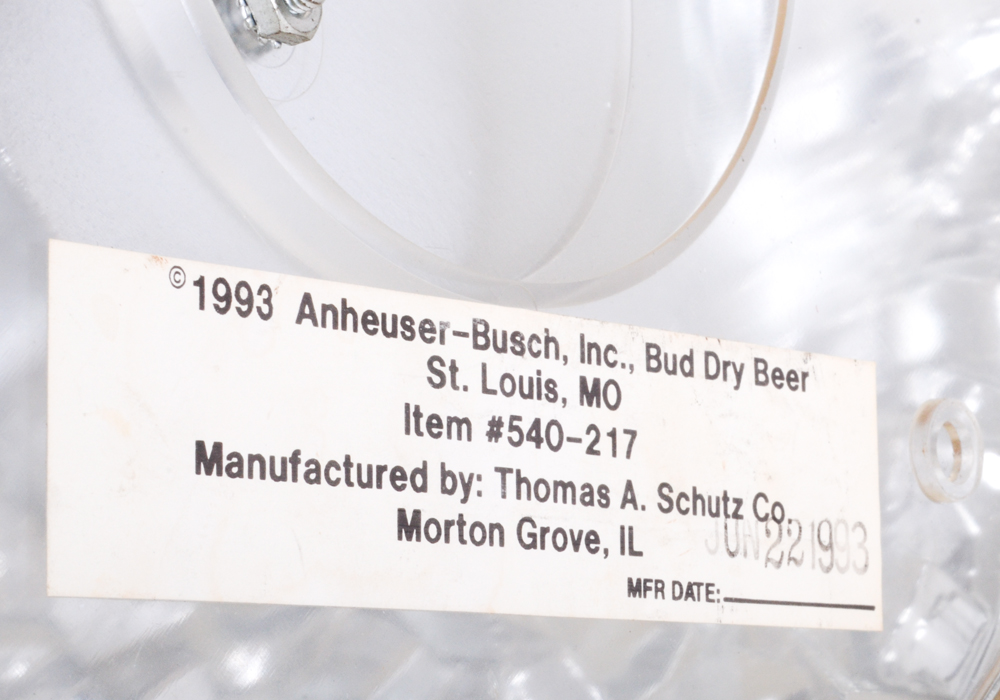 ©1993 Anheuser-Busch, Inc., Bud Dry Beer
St. Louis, MO
Item #540-217
Manufactured by: Thomas A. Schutz Co.
Morton Grove, IL
JUN 22 1993
MFR DATE: